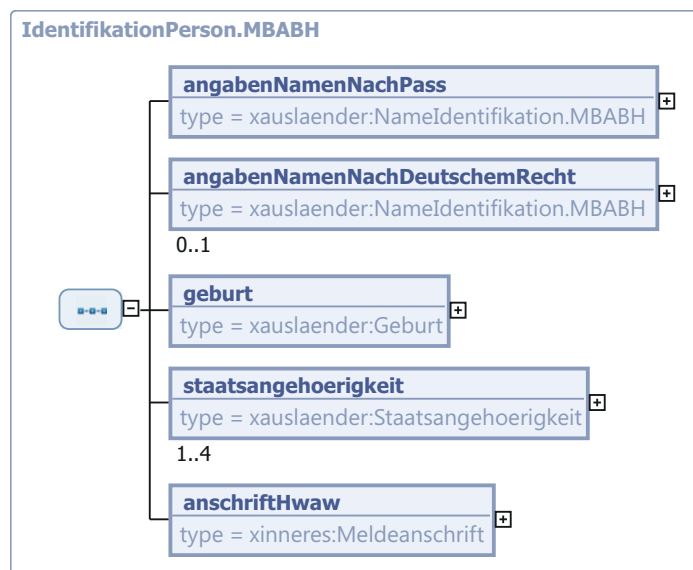 IdentifikationPerson.MBABH
angabenNamenNachPass
type = xauslaender:NameIdentifikation.MBABH
angabenNamenNachDeutschemRecht
type = xauslaender:NameIdentifikation.MBABH
0..1
geburt
type = xauslaender:Geburt
staatsangehoerigkeit
type = xauslaender:Staatsangehoerigkeit
1..4
anschriftHwaw
type = xinneres:Meldeanschrift